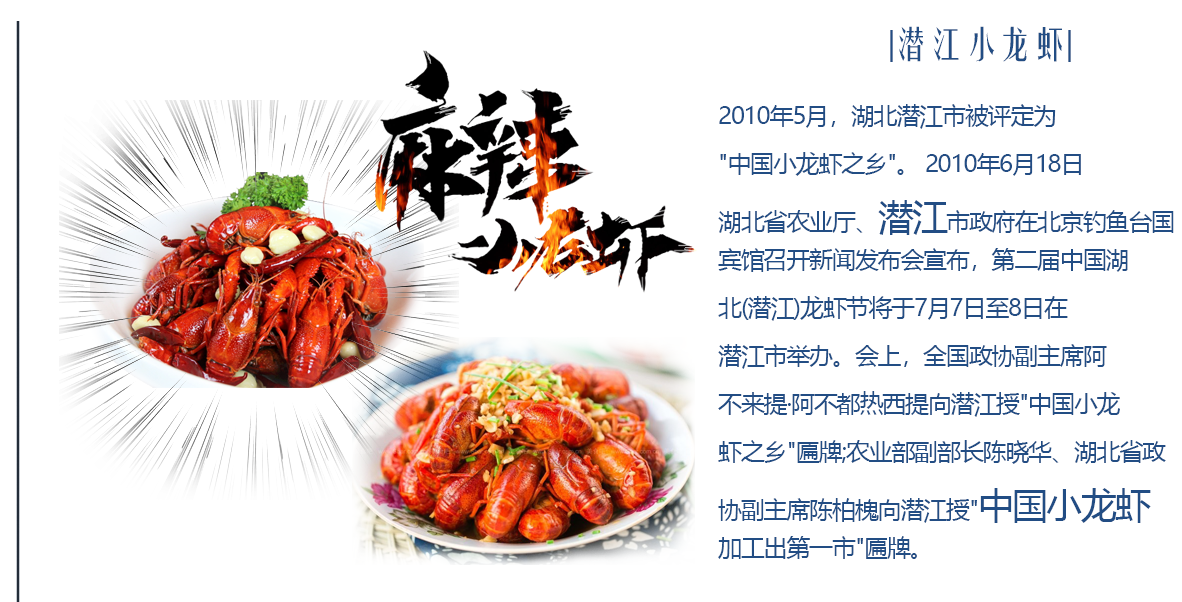 |潜江小龙虾|
麻辣
小龙虾
2010年5月，湖北潜江市被评定为
"中国小龙虾之乡"。 2010年6月18日
湖北省农业厅、潜江市政府在北京钓鱼台国
宾馆召开新闻发布会宣布，第二届中国湖
北(潜江)龙虾节将于7月7日至8日在
潜江市举办。会上，全国政协副主席阿
不来提·阿不都热西提向潜江授"中国小龙
虾之乡"匾牌;农业部副部长陈晓华、湖北省政
协副主席陈柏槐向潜江授"中国小龙虾
加工出第一市"匾牌。